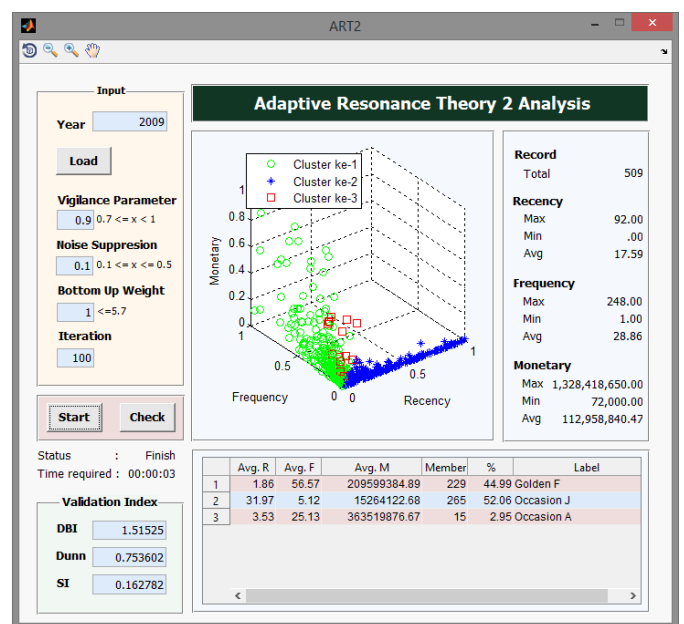 ART2
Input
Year 2009
Load
Vigilance Parameter
0.9 0.7 <= x < 1
Noise Suppresion
0.1 0.1 <= x <= 0.5
Bottom Up Weight
1 <=5.7
Iteration
100
Start Check
Status : Finish
Time required : 00:00:03
Validation Index
DBI 1.51525
Dunn 0.753602
SI 0.162782
Adaptive Resonance Theory 2 Analysis
Cluster ke-1
Cluster ke-2
Cluster ke-3
1
0.8
0.6
0.4
0.2
0
Monetary
1
0.5
0
Frequency
0
0.5
1
Recency
Record
Total 509
Recency
Max 92.00
Min .00
Avg 17.59
Frequency
Max 248.00
Min 1.00
Avg 28.86
Monetary
Max 1,328,418,650.00
Min 72,000.00
Avg 112,958,840.47
Avg. R Avg. F Avg. M Member % Label
1 1.86 56.57 209599384.89 229 44.99 Golden F
2 31.97 5.12 15264122.68 265 52.06 Occasion J
3 3.53 25.13 363519876.67 15 2.95 Occasion A